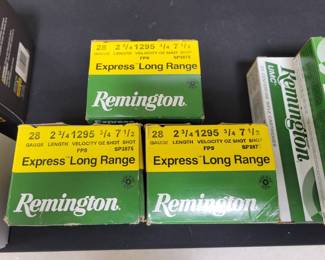 28 2 3/4 1295 3/4 7 1/2
GAUGE LENGTH VELOCITY OZ SHOT SHOT
FPS SP2875
Express Long Range
Remington
28 2 3/4 1295 3/4 7 1/2
GAUGE LENGTH VELOCITY OZ SHOT SHOT
FPS SP2875
Express Long Range
Remington
28 2 3/4 1295 3/4 7 1/2
GAUGE LENGTH VELOCITY OZ SHOT SHOT
FPS SP287
Express Long Range
Remington
UMC
Remington